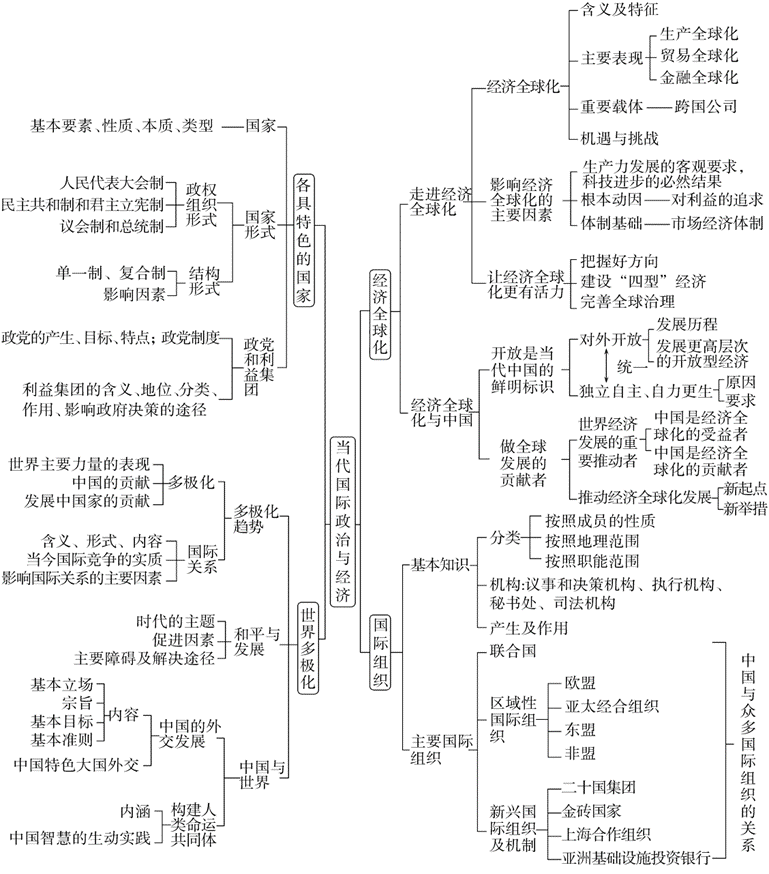 当代国际政治与经济
各具特色的国家
国家
基本要素、性质、本质、类型
国家
形式
政权
组织
形式
人民代表大会制
民主共和制和君主立宪制
议会制和总统制
结构
形式
单一制、复合制
影响因素
政党
和利
益集
团
政党的产生、目标、特点；政党制度
利益集团的含义、地位、分类、
作用、影响政府决策的途径
世界多极化
多极化
趋势
多极化
世界主要力量的表现
中国的贡献
发展中国家的贡献
国际
关系
含义、形式、内容
当今国际竞争的实质
影响国际关系的主要因素
和平与
发展
时代的主题
促进因素
主要障碍及解决途径
中国与
世界
中国的外
交发展
内容
基本立场
宗旨
基本目标
基本准则
中国特色大国外交
构建人
类命运
共同体
内涵
中国智慧的生动实践
经济全球化
走进经济
全球化
经济全球化
含义及特征
主要表现
生产全球化
贸易全球化
金融全球化
重要载体
跨国公司
机遇与挑战
影响经济
全球化的
主要因素
生产力发展的客观要求，
科技进步的必然结果
根本动因
对利益的追求
体制基础
市场经济体制
让经济全球
化更有活力
把握好方向
建设“四型”经济
完善全球治理
经济全球
化与中国
开放是当
代中国的
鲜明标识
对外开放
发展历程
发展更高层次
的开放型经济
统一
独立自主、自力更生
原因
要求
做全球
发展的
贡献者
世界经济
发展的重
要推动者
中国是经济全
球化的受益者
中国是经济全
球化的贡献者
推动经济全球化发展
新起点
新举措
国际组织
基本知识
分类
按照成员的性质
按照地理范围
按照职能范围
机构:议事和决策机构、执行机构、
秘书处、司法机构
产生及作用
主要国际
组织
联合国
区域性
国际组
织
欧盟
亚太经合组织
东盟
非盟
新兴国
际组织
及机制
二十国集团
金砖国家
上海合作组织
亚洲基础设施投资银行
中国与众多国际组织的关系